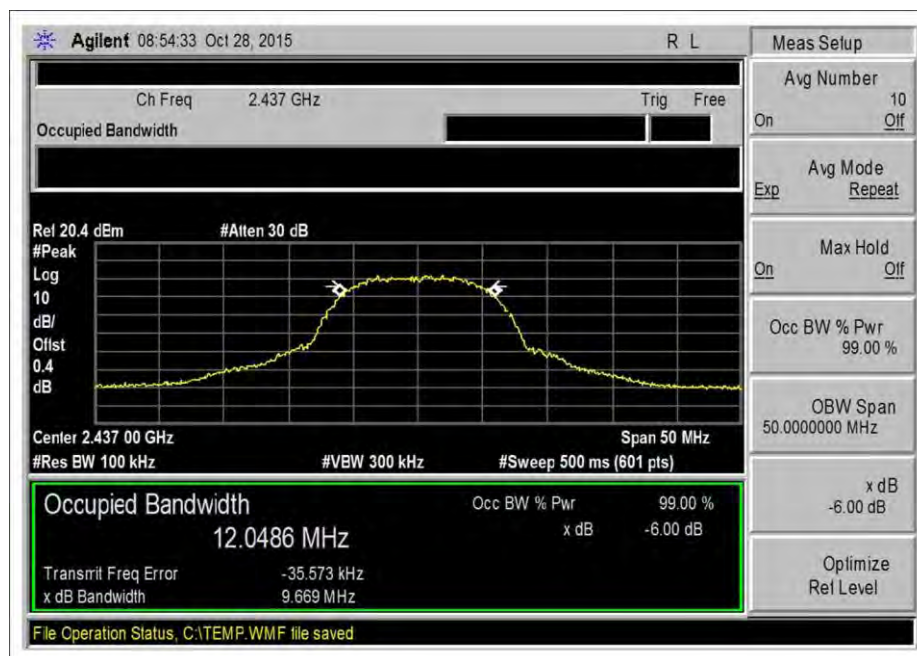 Agilent 08:54:33 Oct 28, 2015 R L
Ch Freq 2.437 GHz Trig Free
Occupied Bandwidth
Ref 20.4 dBm #Atten 30 dB
#Peak
Log
10
dB/
Offst
0.4
dB
Center 2.437 00 GHz Span 50 MHz
#Res BW 100 kHz #VBW 300 kHz #Sweep 500 ms (601 pts)
Occupied Bandwidth Occ BW % Pwr 99.00 %
12.0486 MHz x dB -6.00 dB
Transmit Freq Error -35.573 kHz
x dB Bandwidth 9.669 MHz
File Operation Status, C:\TEMP.WMF file saved
Meas Setup
Avg Number
10
On Off
Avg Mode
Exp Repeat
Max Hold
On Off
Occ BW % Pwr
99.00 %
OBW Span
50.0000000 MHz
x dB
-6.00 dB
Optimize
Ref Level